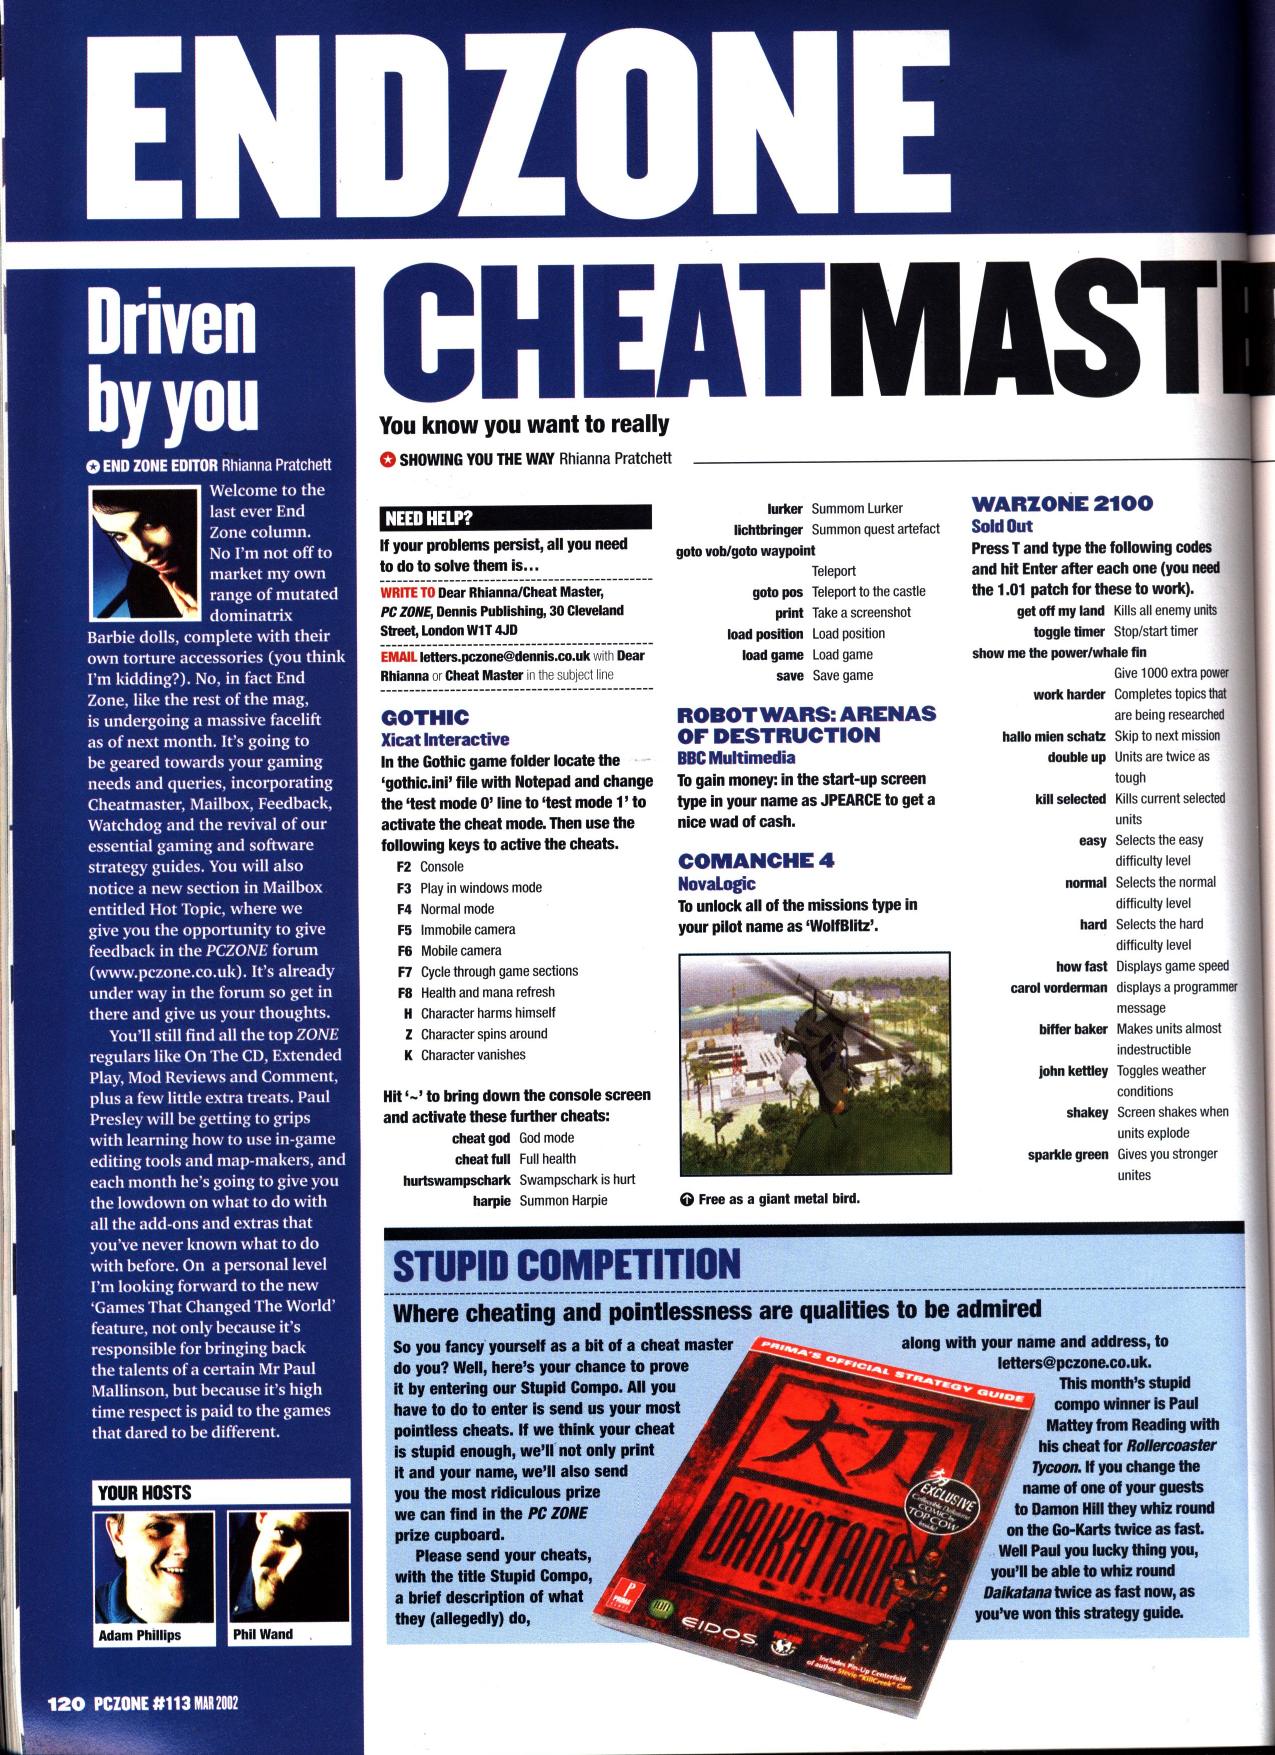 ENDZONE
Driven
by you
END ZONE EDITOR Rhianna Pratchett
Welcome to the
last ever End
Zone column.
No I'm not off to
market my own
range of mutated
dominatrix
Barbie dolls, complete with their
own torture accessories (you think
I'm kidding?). No, in fact End
Zone, like the rest of the mag,
is undergoing a massive facelift
as of next month. It's going to
be geared towards your gaming
needs and queries, incorporating
Cheatmaster, Mailbox, Feedback,
Watchdog and the revival of our
essential gaming and software
strategy guides. You will also
notice a new section in Mailbox
entitled Hot Topic, where we
give you the opportunity to give
feedback in the PCZONE forum
(www.pczone.co.uk). It's already
under way in the forum so get in
there and give us your thoughts.
You'll still find all the top ZONE
regulars like On The CD, Extended
Play, Mod Reviews and Comment,
plus a few little extra treats. Paul
Presley will be getting to grips
with learning how to use in-game
editing tools and map-makers, and
each month he's going to give you
the lowdown on what to do with
all the add-ons and extras that
you've never known what to do
with before. On a personal level
I'm looking forward to the new
'Games That Changed The World'
feature, not only because it's
responsible for bringing back
the talents of a certain Mr Paul
Mallinson, but because it's high
time respect is paid to the games
that dared to be different.
YOUR HOSTS
Adam Phillips
Phil Wand
120 PCZONE #113 MAR 2002
CHEATMASTE
You know you want to really
SHOWING YOU THE WAY Rhianna Pratchett
NEED HELP?
If your problems persist, all you need
to do to solve them is...
WRITE TO Dear Rhianna/Cheat Master,
PC ZONE, Dennis Publishing, 30 Cleveland
Street, London W1T 4JD
EMAIL letters.pczone@dennis.co.uk with Dear
Rhianna or Cheat Master in the subject line
GOTHIC
Xicat Interactive
In the Gothic game folder locate the
'gothic.ini' file with Notepad and change
the 'test mode 0' line to 'test mode 1' to
activate the cheat mode. Then use the
following keys to active the cheats.
F2 Console
F3 Play in windows mode
F4 Normal mode
F5 Immobile camera
F6 Mobile camera
F7 Cycle through game sections
F8 Health and mana refresh
H Character harms himself
Z Character spins around
K Character vanishes
Hit '~' to bring down the console screen
and activate these further cheats:
cheat god God mode
cheat full Full health
hurtswampschark Swampschark is hurt
harpie Summon Harpie
lurker Summom Lurker
lichtbringer Summon quest artefact
goto vob/goto waypoint
Teleport
goto pos Teleport to the castle
print Take a screenshot
load position Load position
load game Load game
save Save game
ROBOT WARS: ARENAS
OF DESTRUCTION
BBC Multimedia
To gain money: in the start-up screen
type in your name as JPEARCE to get a
nice wad of cash.
COMANCHE 4
NovaLogic
To unlock all of the missions type in
your pilot name as 'WolfBlitz'.
Free as a giant metal bird.
WARZONE 2100
Sold Out
Press T and type the following codes
and hit Enter after each one (you need
the 1.01 patch for these to work).
get off my land Kills all enemy units
toggle timer Stop/start timer
show me the power/whale fin
Give 1000 extra power
work harder Completes topics that
are being researched
hallo mien schatz Skip to next mission
double up Units are twice as
tough
kill selected Kills current selected
units
easy Selects the easy
difficulty level
normal Selects the normal
difficulty level
hard Selects the hard
difficulty level
how fast Displays game speed
carol vorderman displays a programmer
message
biffer baker Makes units almost
indestructible
john kettley Toggles weather
conditions
shakey Screen shakes when
units explode
sparkle green Gives you stronger
unites
STUPID COMPETITION
Where cheating and pointlessness are qualities to be admired
So you fancy yourself as a bit of a cheat master
do you? Well, here's your chance to prove
it by entering our Stupid Compo. All you
have to do to enter is send us your most
pointless cheats. If we think your cheat
is stupid enough, we'll not only print
it and your name, we'll also send
you the most ridiculous prize
we can find in the PC ZONE
prize cupboard.
Please send your cheats,
with the title Stupid Compo,
a brief description of what
they (allegedly) do,
PRIMA'S OFFICIAL STRATEGY GUIDE
大刀
DAIKATANA
EXCLUSIVE
TOP COW
PRIMA
EIDOS
Includes Pin-Up Centerfold
of author Stevie "KillCreek" Case
along with your name and address, to
letters@pczone.co.uk.
This month's stupid
compo winner is Paul
Mattey from Reading with
his cheat for Rollercoaster
Tycoon. If you change the
name of one of your guests
to Damon Hill they whiz round
on the Go-Karts twice as fast.
Well Paul you lucky thing you,
you'll be able to whiz round
Daikatana twice as fast now, as
you've won this strategy guide.